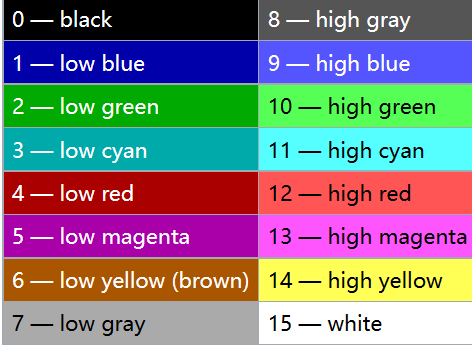 0 — black
1 — low blue
2 — low green
3 — low cyan
4 — low red
5 — low magenta
6 — low yellow (brown)
7 — low gray
8 — high gray
9 — high blue
10 — high green
11 — high cyan
12 — high red
13 — high magenta
14 — high yellow
15 — white